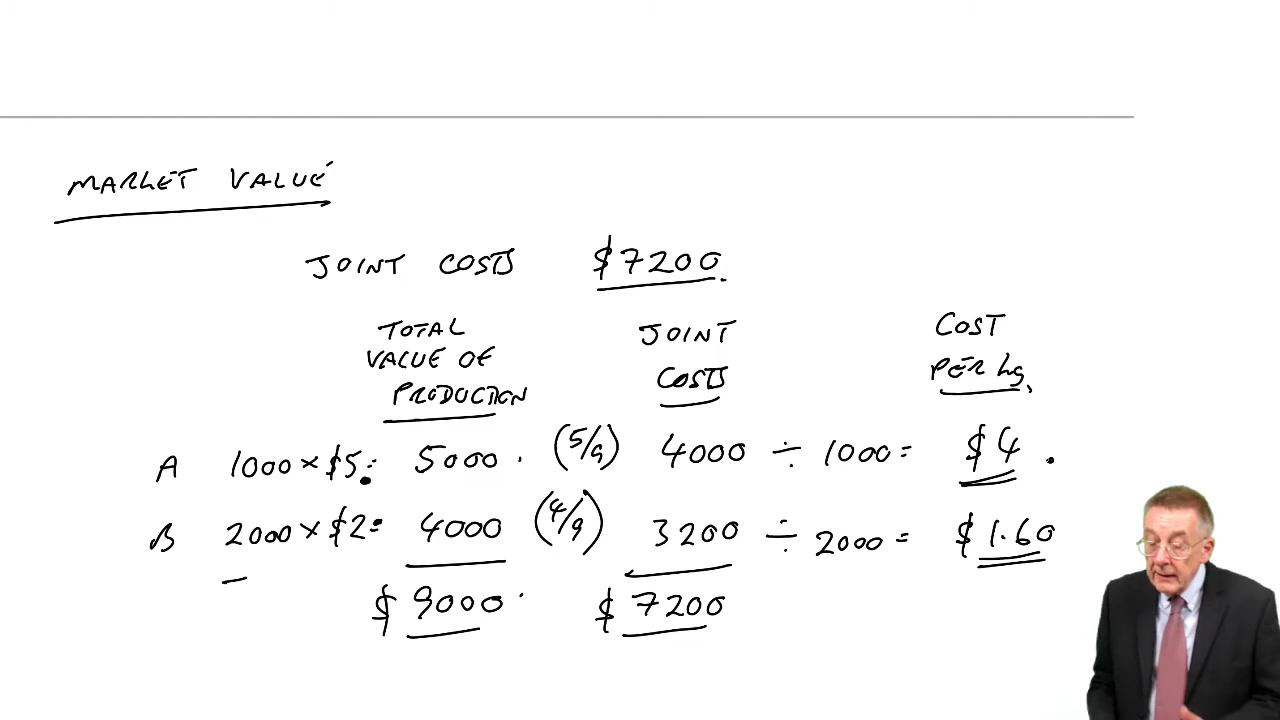 MARKET VALUE
JOINT COSTS $7200
TOTAL VALUE OF PRODUCTION
JOINT COSTS
COST PER kg.
A 1000 × $5 = 5000 (5/9) 4000 ÷ 1000 = $4
B 2000 × $2 = 4000 (4/9) 3200 ÷ 2000 = $1.60
$9000 $7200